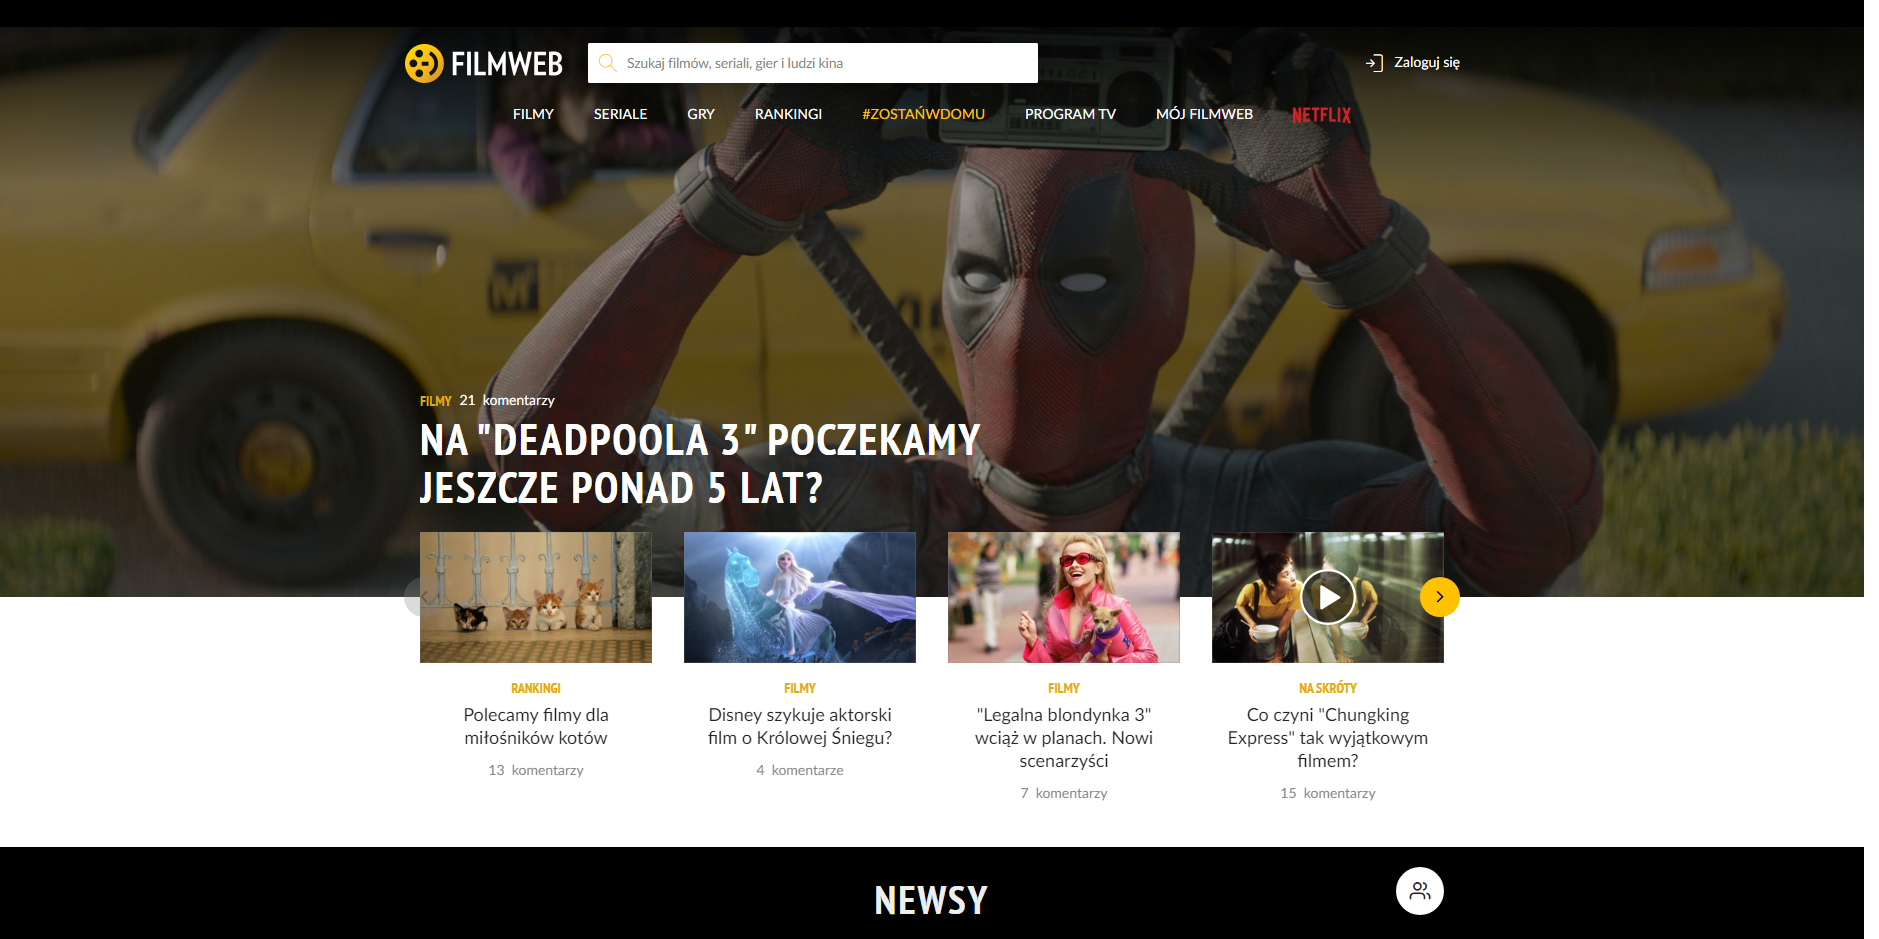 FILMWEB
Szukaj filmów, seriali, gier i ludzi kina
Zaloguj się
FILMY SERIALE GRY RANKINGI #ZOSTAŃWDOMU PROGRAM TV MÓJ FILMWEB NETFLIX
FILMY 21 komentarzy
NA "DEADPOOLA 3" POCZEKAMY
JESZCZE PONAD 5 LAT?
RANKINGI
Polecamy filmy dla
miłośników kotów
13 komentarzy
FILMY
Disney szykuje aktorski
film o Królowej Śniegu?
4 komentarze
FILMY
"Legalna blondynka 3"
wciąż w planach. Nowi
scenarzyści
7 komentarzy
NA SKRÓTY
Co czyni "Chungking
Express" tak wyjątkowym
filmem?
15 komentarzy
NEWSY